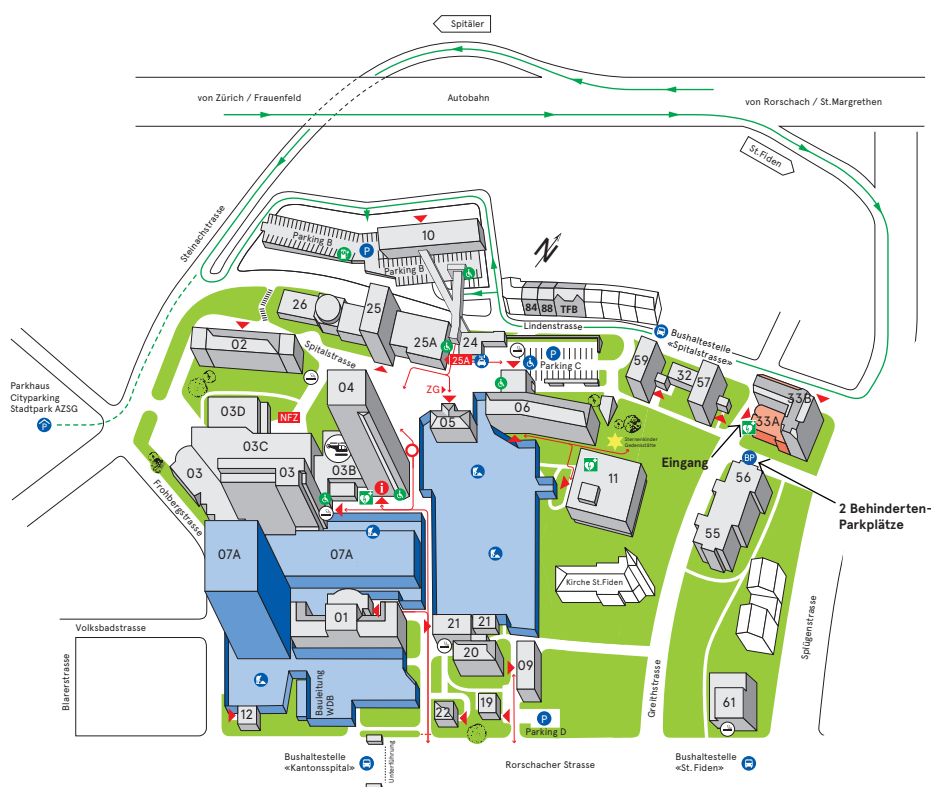 Spitäler
von Zürich / Frauenfeld
Autobahn
von Rorschach / St.Margrethen
St.Fiden
Steinachstrasse
Parking B
P
10
Parking B
N
26
25
84
88
TFB
Lindenstrasse
Bushaltestelle
«Spitalstrasse»
02
Spitalstrasse
25A
24
25A
P
Parking C
59
32
57
33B
33A
Parkhaus
Cityparking
Stadtpark AZSG
P
04
ZG
05
06
03D
NFZ
Sternenkinder
Gedenkstätte
Eingang
BP
03C
03
03
03B
i
11
56
2 Behinderten-
Parkplätze
Frohbergstrasse
55
07A
07A
Kirche St.Fiden
01
21
21
Volksbadstrasse
20
09
Splügenstrasse
Blarerstrasse
Greithstrasse
Bauleitung
WDB
12
22
19
P
Parking D
61
Bushaltestelle
«Kantonsspital»
Unterführung
Rorschacher Strasse
Bushaltestelle
«St.Fiden»